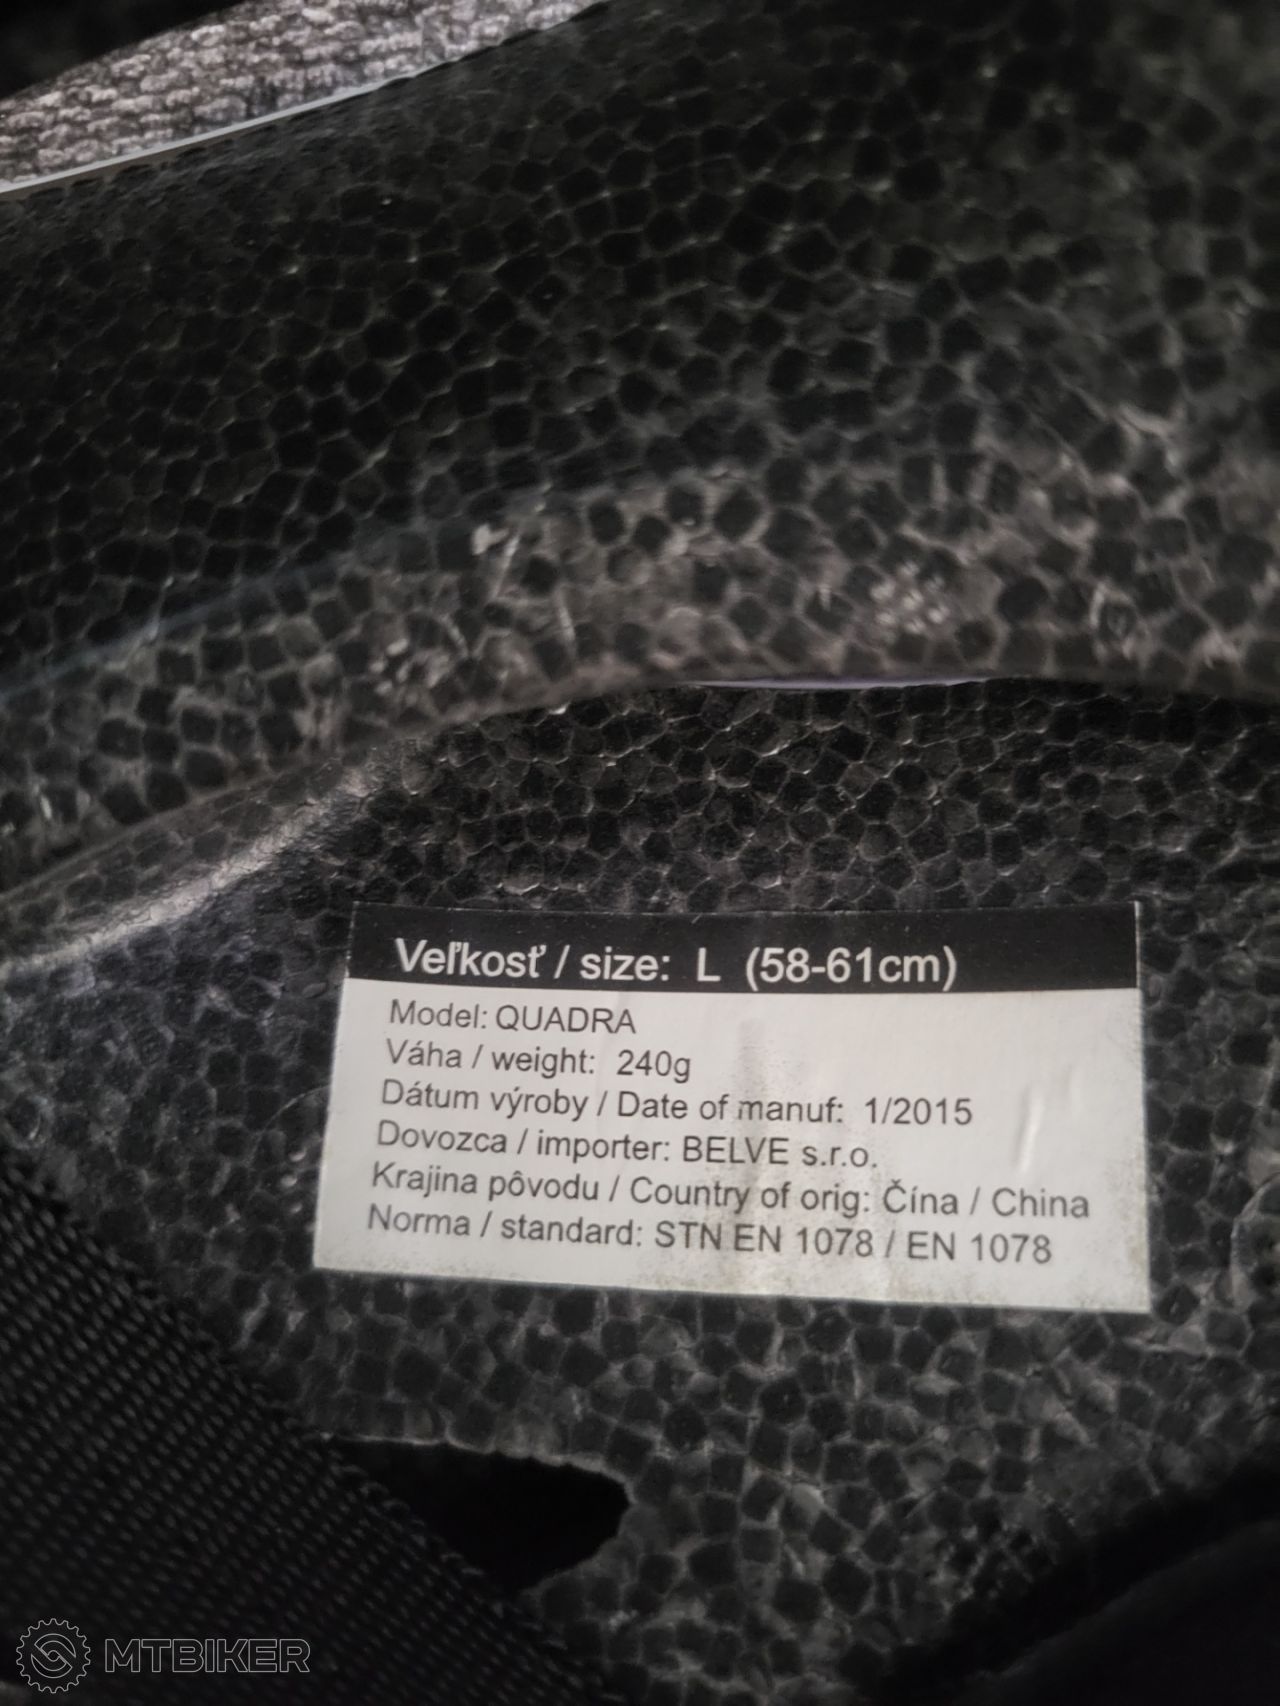 Veľkosť / size: L (58-61cm)
Model: QUADRA
Váha / weight: 240g
Dátum výroby / Date of manuf: 1/2015
Dovozca / importer: BELVE s.r.o.
Krajina pôvodu / Country of orig: Čína / China
Norma / standard: STN EN 1078 / EN 1078
MTBIKER